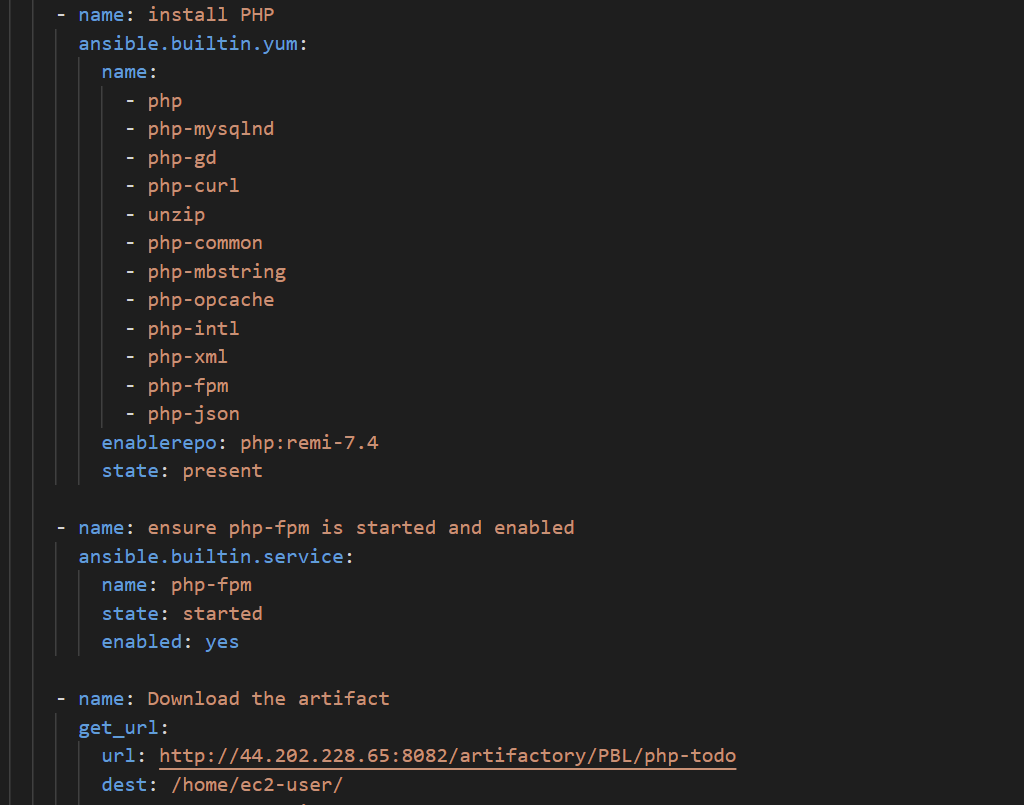 - name: install PHP
ansible.builtin.yum:
name:
- php
- php-mysqlnd
- php-gd
- php-curl
- unzip
- php-common
- php-mbstring
- php-opcache
- php-intl
- php-xml
- php-fpm
- php-json
enablerepo: php:remi-7.4
state: present
- name: ensure php-fpm is started and enabled
ansible.builtin.service:
name: php-fpm
state: started
enabled: yes
- name: Download the artifact
get_url:
url: http://44.202.228.65:8082/artifactory/PBL/php-todo
dest: /home/ec2-user/